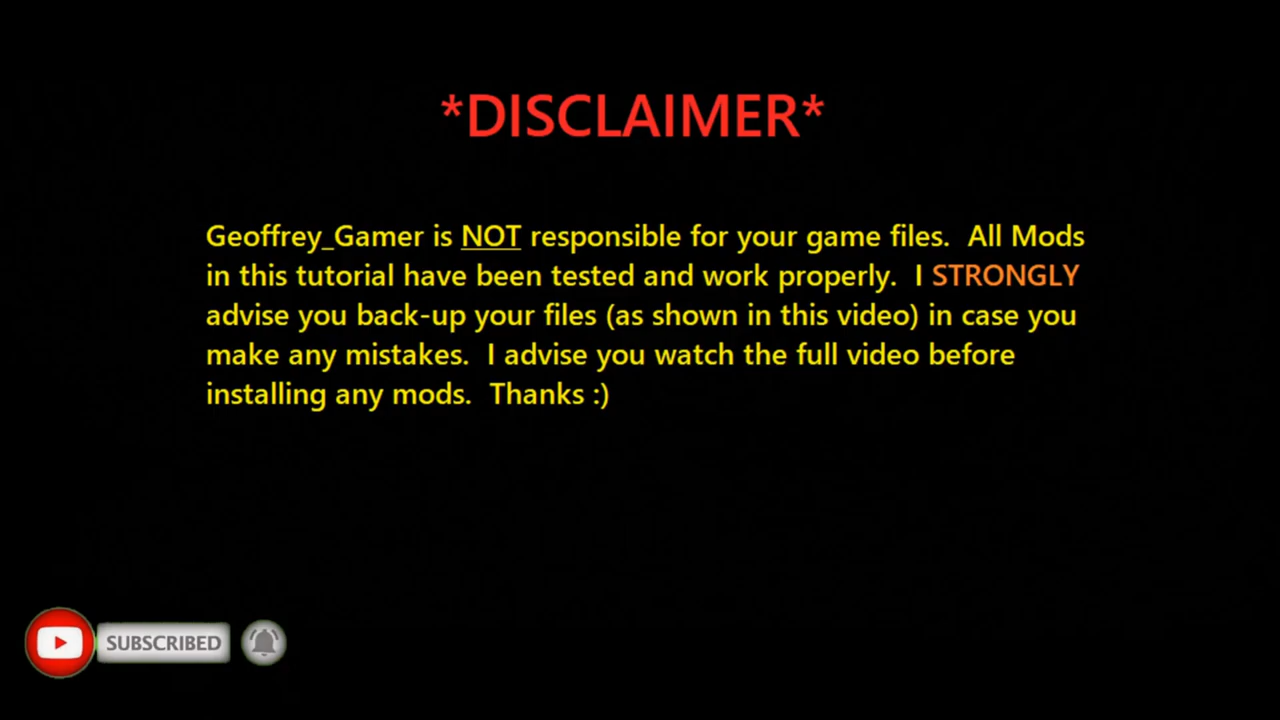 *DISCLAIMER*
Geoffrey_Gamer is NOT responsible for your game files.  All Mods
in this tutorial have been tested and work properly.  I STRONGLY
advise you back-up your files (as shown in this video) in case you
make any mistakes.  I advise you watch the full video before
installing any mods.  Thanks :)
SUBSCRIBED